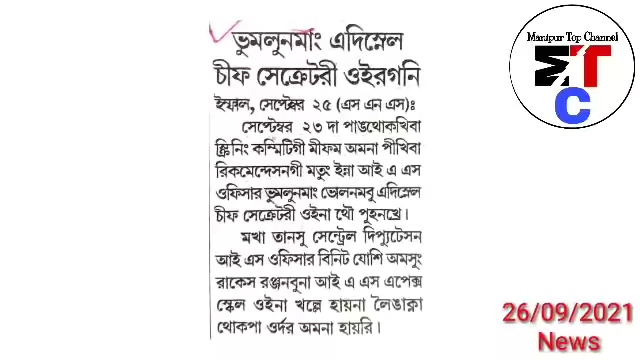 ভুমলুনমাং এদিস্নেল
চীফ সেক্রেটরী ওইরগনি
ইম্ফাল, সেপ্টেম্বর ২৫ (এস এন এস)ঃ
সেপ্টেম্বর ২৩ দা পাঙথোকখিবা
স্ক্রিনিং কম্মিটিগী মীফম অমনা পীখিবা
রিকমেন্দেসনগী মতুং ইন্না আই এ এস
ওফিসার ভুমলুনমাং ভোলনমবু এদিস্নেল
চীফ সেক্রেটরী ওইনা থৌ পুহনখ্রে।
মখা তানসু সেন্ট্রেল দিপ্যুটেসন
আই এস ওফিসার বিনিট যোশি অমসুং
রাকেস রঞ্জনবুনা আই এ এস এপেক্স
স্কেল ওইনা খল্লে হায়না লৈঙাক্না
থোকপা ওর্দর অমনা হায়রি।
Manipur Top Channel
MTC
26/09/2021
News